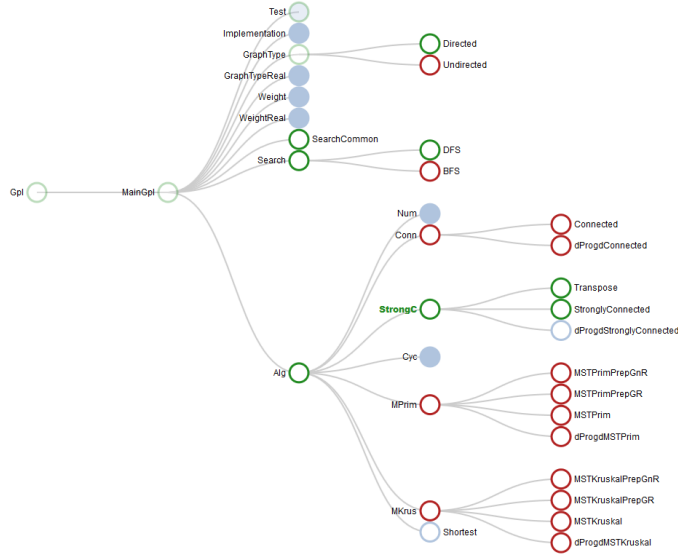 Test
Implementation
GraphType
Directed
Undirected
GraphTypeReal
Weight
WeightReal
SearchCommon
Search
DFS
BFS
Gpl
MainGpl
Num
Conn
Connected
dProgdConnected
StrongC
Transpose
StronglyConnected
dProgdStronglyConnected
Cyc
Alg
MPrim
MSTPrimPrepGnR
MSTPrimPrepGR
MSTPrim
dProgdMSTPrim
MKrus
Shortest
MSTKruskalPrepGnR
MSTKruskalPrepGR
MSTKruskal
dProgdMSTKruskal